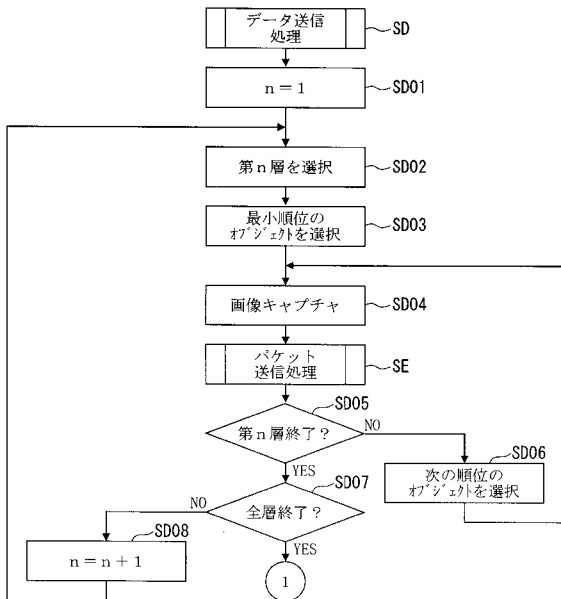 データ送信
処理
SD
n = 1
SD01
第n層を選択
SD02
最小順位の
オブジェクトを選択
SD03
画像キャプチャ
SD04
パケット
送信処理
SE
SD05
第n層終了?
NO
YES
SD06
次の順位の
オブジェクトを選択
SD07
全層終了?
NO
YES
SD08
n = n + 1
1